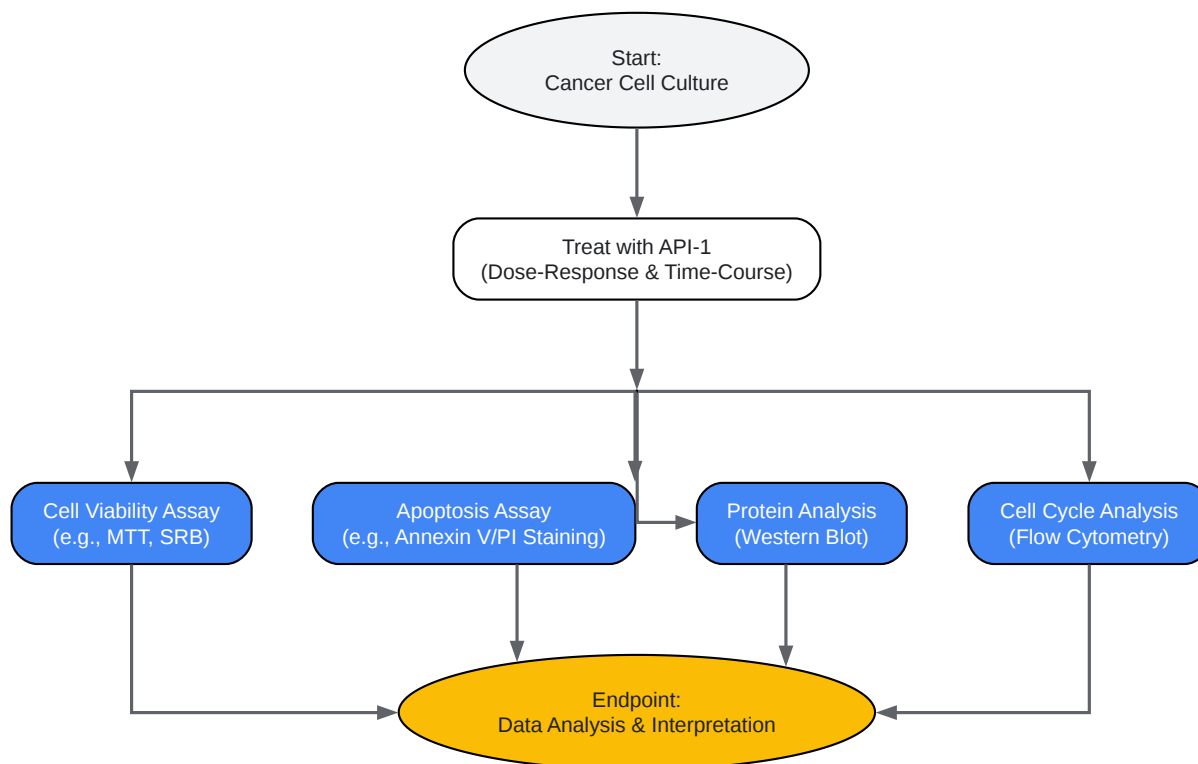 Start:
Cancer Cell Culture
Treat with API-1
(Dose-Response & Time-Course)
Cell Viability Assay
(e.g., MTT, SRB)
Apoptosis Assay
(e.g., Annexin V/PI Staining)
Protein Analysis
(Western Blot)
Cell Cycle Analysis
(Flow Cytometry)
Endpoint:
Data Analysis & Interpretation